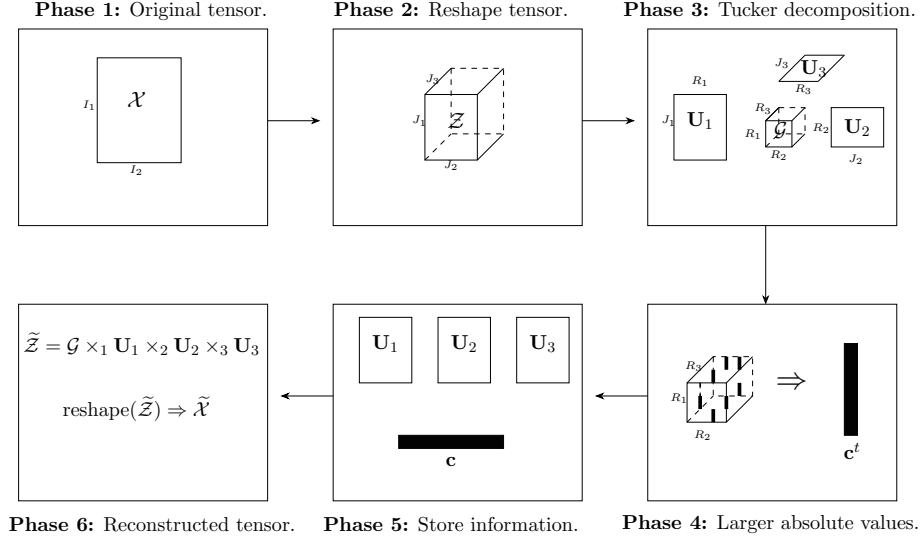 Phase 1: Original tensor.
Phase 2: Reshape tensor.
Phase 3: Tucker decomposition.
I₁
𝒳
I₂
J₃
J₁
𝒵
J₂
J₃
U₃
R₃
R₁
J₁
U₁
R₃
R₁
𝒢
R₂
R₂
U₂
J₂
𝒵̃ = 𝒢 ×₁ U₁ ×₂ U₂ ×₃ U₃
reshape(𝒵̃) ⇒ 𝒳̃
U₁
U₂
U₃
c
R₃
R₁
R₂
⇒
cᵗ
Phase 6: Reconstructed tensor.
Phase 5: Store information.
Phase 4: Larger absolute values.